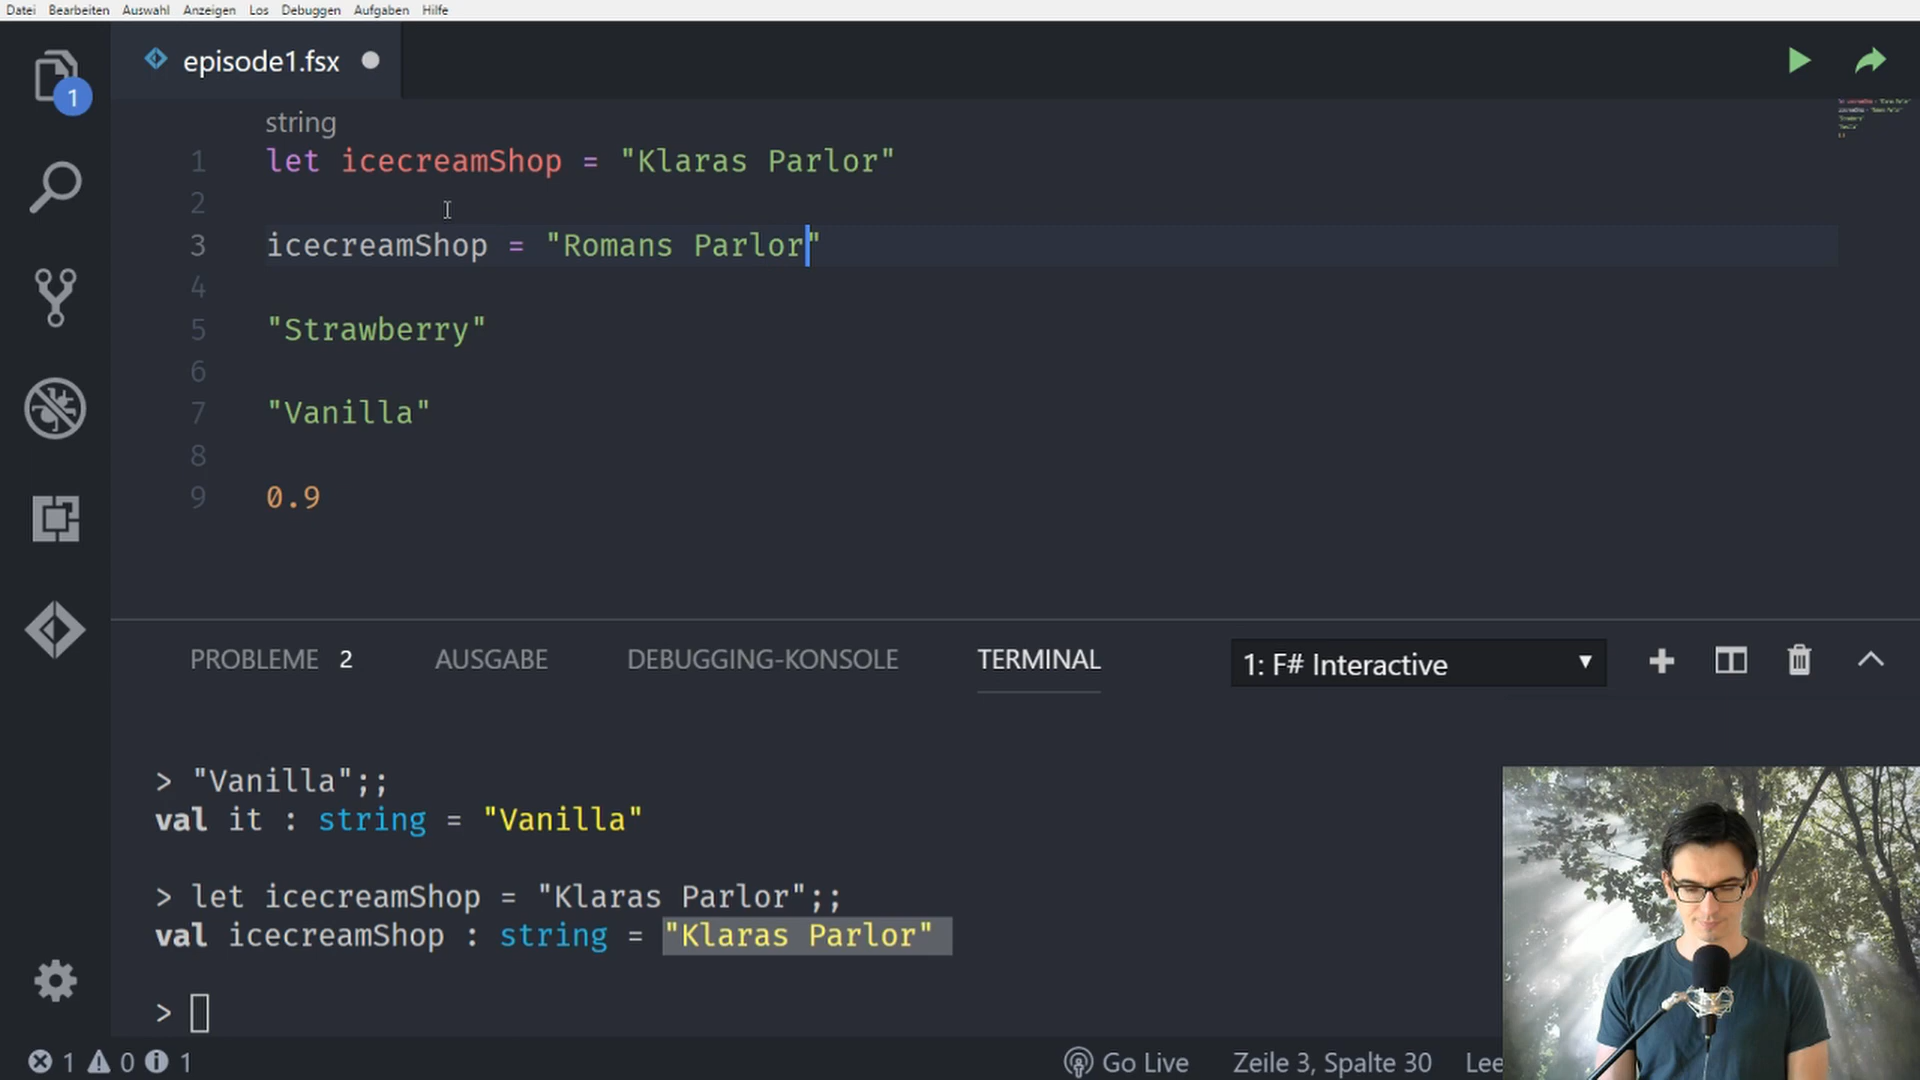 Datei Bearbeiten Auswahl Anzeigen Los Debuggen Aufgaben Hilfe
episode1.fsx
1
string
1 let icecreamShop = "Klaras Parlor"
2
3 icecreamShop = "Romans Parlor"
4
5 "Strawberry"
6
7 "Vanilla"
8
9 0.9
PROBLEME 2 AUSGABE DEBUGGING-KONSOLE TERMINAL 1: F# Interactive
> "Vanilla";;
val it : string = "Vanilla"
> let icecreamShop = "Klaras Parlor";;
val icecreamShop : string = "Klaras Parlor"
>
1 0 1 Go Live Zeile 3, Spalte 30 Lee